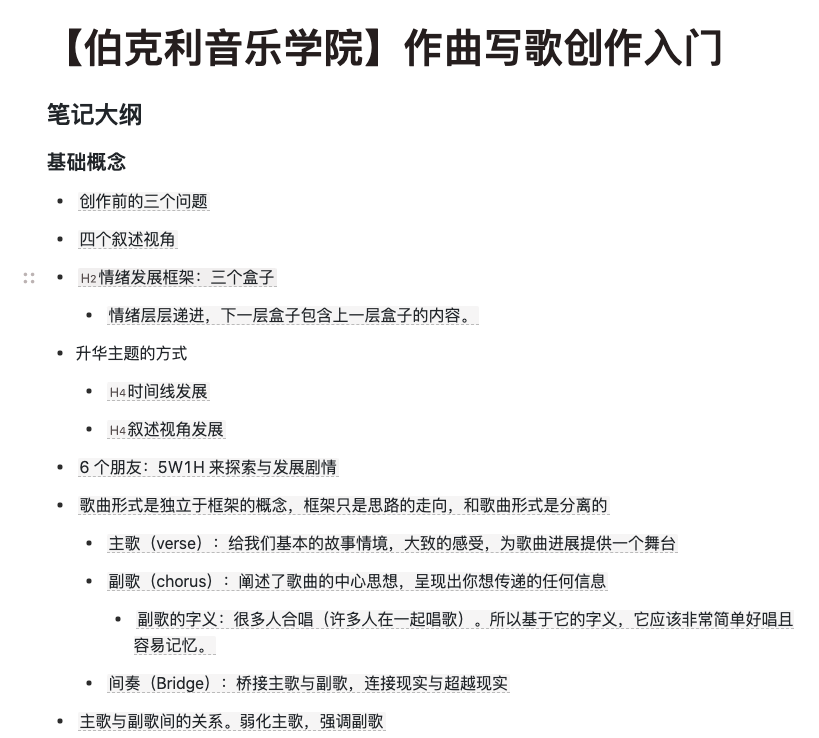 【伯克利音乐学院】作曲写歌创作入门
笔记大纲
基础概念
• 创作前的三个问题
• 四个叙述视角
• H2情绪发展框架：三个盒子
• 情绪层层递进，下一层盒子包含上一层盒子的内容。
• 升华主题的方式
• H4时间线发展
• H4叙述视角发展
• 6 个朋友：5W1H 来探索与发展剧情
• 歌曲形式是独立于框架的概念，框架只是思路的走向，和歌曲形式是分离的
• 主歌（verse）：给我们基本的故事情境，大致的感受，为歌曲进展提供一个舞台
• 副歌（chorus）：阐述了歌曲的中心思想，呈现出你想传递的任何信息
• 副歌的字义：很多人合唱（许多人在一起唱歌）。所以基于它的字义，它应该非常简单好唱且
容易记忆。
• 间奏（Bridge）：桥接主歌与副歌，连接现实与超越现实
• 主歌与副歌间的关系。弱化主歌，强调副歌